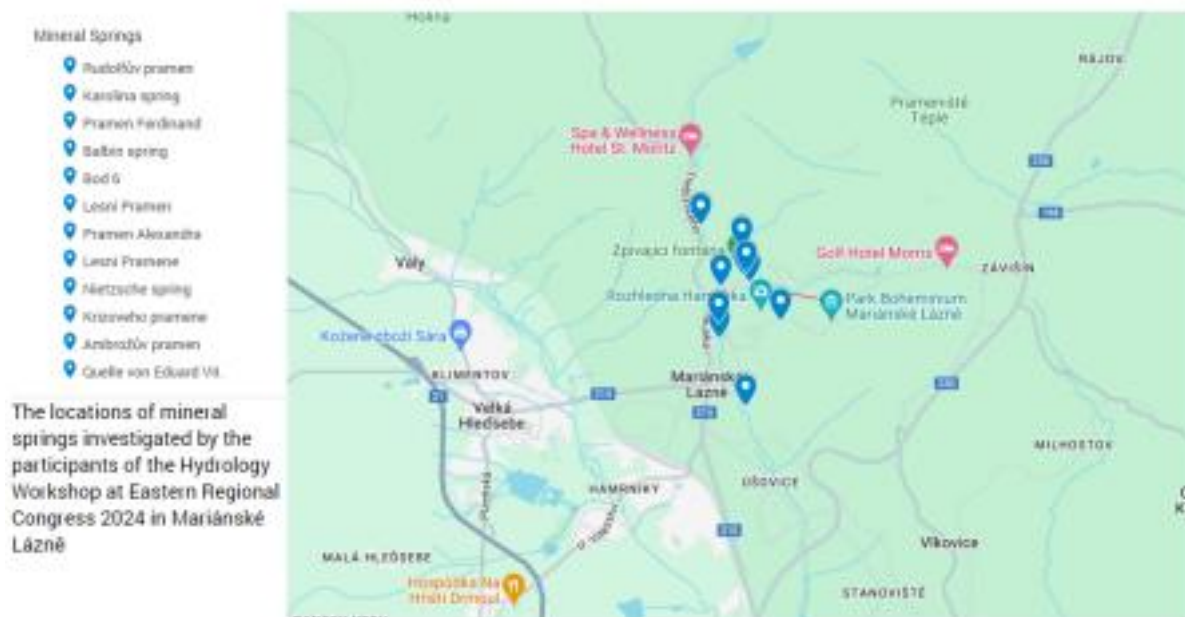 Mineral Springs
Rudolfův pramen
Karolina spring
Pramen Ferdinand
Balbin spring
Bod 6
Lesni Pramen
Pramen Alexandra
Lesni Pramene
Nietzsche spring
Krizoveho pramene
Ambrožův pramen
Quelle von Eduard VII.
The locations of mineral
springs investigated by the
participants of the Hydrology
Workshop at Eastern Regional
Congress 2024 in Mariánské
Lázně
RÁJOV
Prameniště
Teplé
Spa & Wellness
Hotel St. Moritz
Zpívající fontána
Golf Hotel Morris
ZÁVIŠÍN
Valy
Rozhledna Hamelika
Park Boheminium
Mariánské Lázně
Kožené zboží Sára
KLIMENTOV
Mariánské
Lázně
21
Velká
Hleďsebe
230
MILHOSTOV
ÚŠOVICE
HAMRNÍKY
Plzeňská
Vlkovice
MALÁ HLEĎSEBE
STANOVIŠTĚ
Hospůdka Na
Hřišti Drmoul